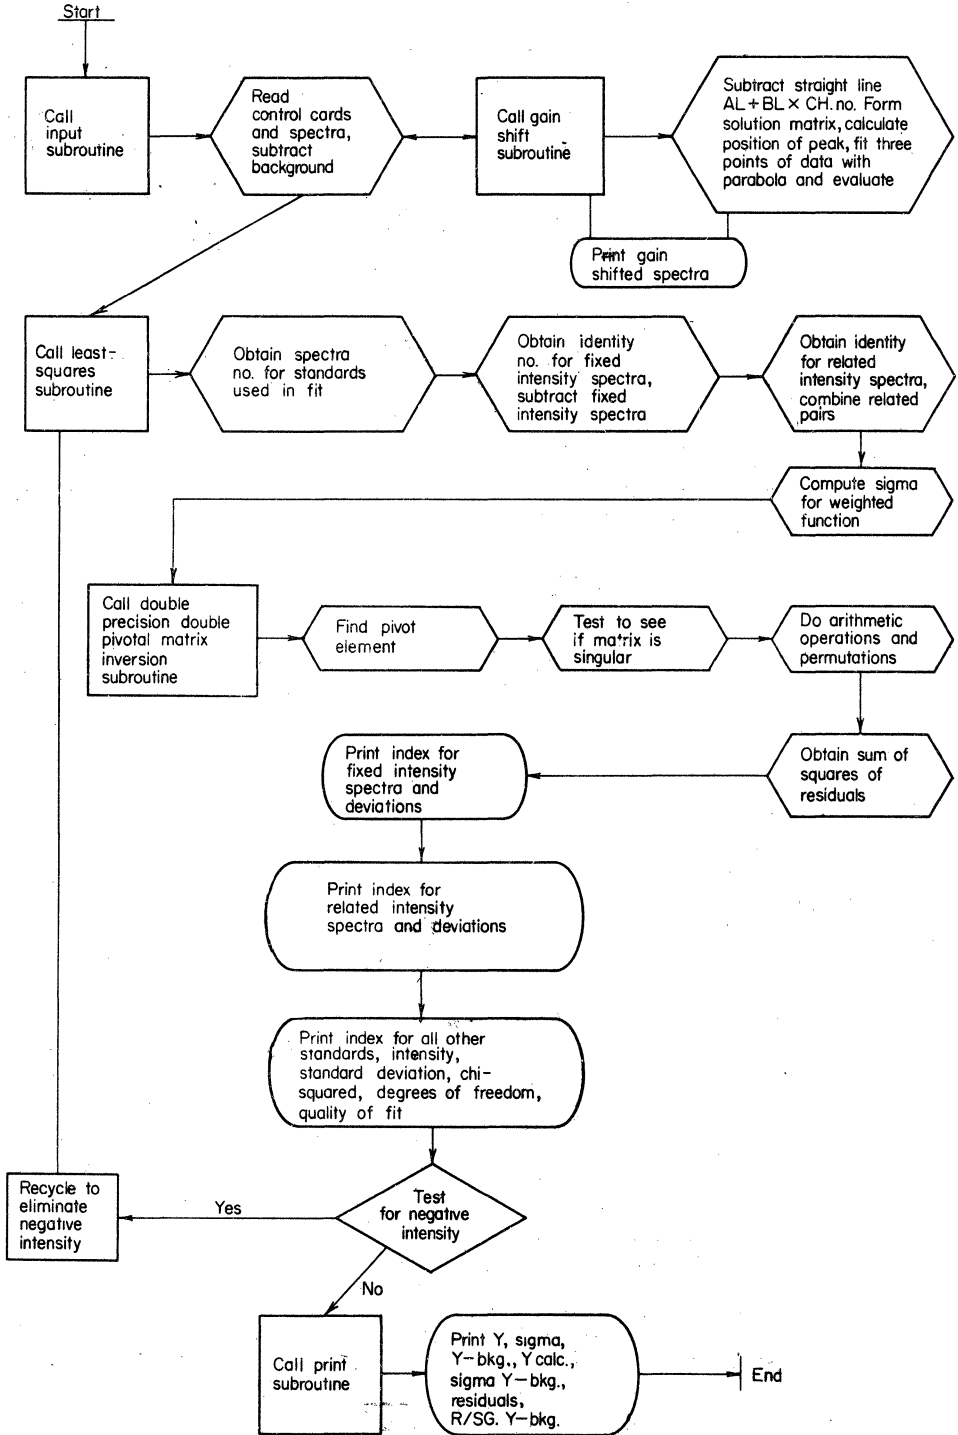 Start
Call
input
subroutine
Read
control cards
and spectra,
subtract
background
Call gain
shift
subroutine
Subtract straight line
AL + BL × CH. no. Form
solution matrix, calculate
position of peak, fit three
points of data with
parabola and evaluate
Print gain
shifted spectra
Call least-
squares
subroutine
Obtain spectra
no. for standards
used in fit
Obtain identity
no. for fixed
intensity spectra,
subtract fixed
intensity spectra
Obtain identity
for related
intensity spectra,
combine related
pairs
Compute sigma
for weighted
function
Call double
precision double
pivotal matrix
inversion
subroutine
Find pivot
element
Test to see
if matrix is
singular
Do arithmetic
operations and
permutations
Obtain sum of
squares of
residuals
Print index for
fixed intensity
spectra and
deviations
Print index for
related intensity
spectra and deviations
Print index for all other
standards, intensity,
standard deviation, chi-
squared, degrees of freedom,
quality of fit
Test
for negative
intensity
Yes
Recycle to
eliminate
negative
intensity
No
Call print
subroutine
Print Y, sigma,
Y-bkg., Y calc.,
sigma Y-bkg.,
residuals,
R/SG. Y-bkg.
End